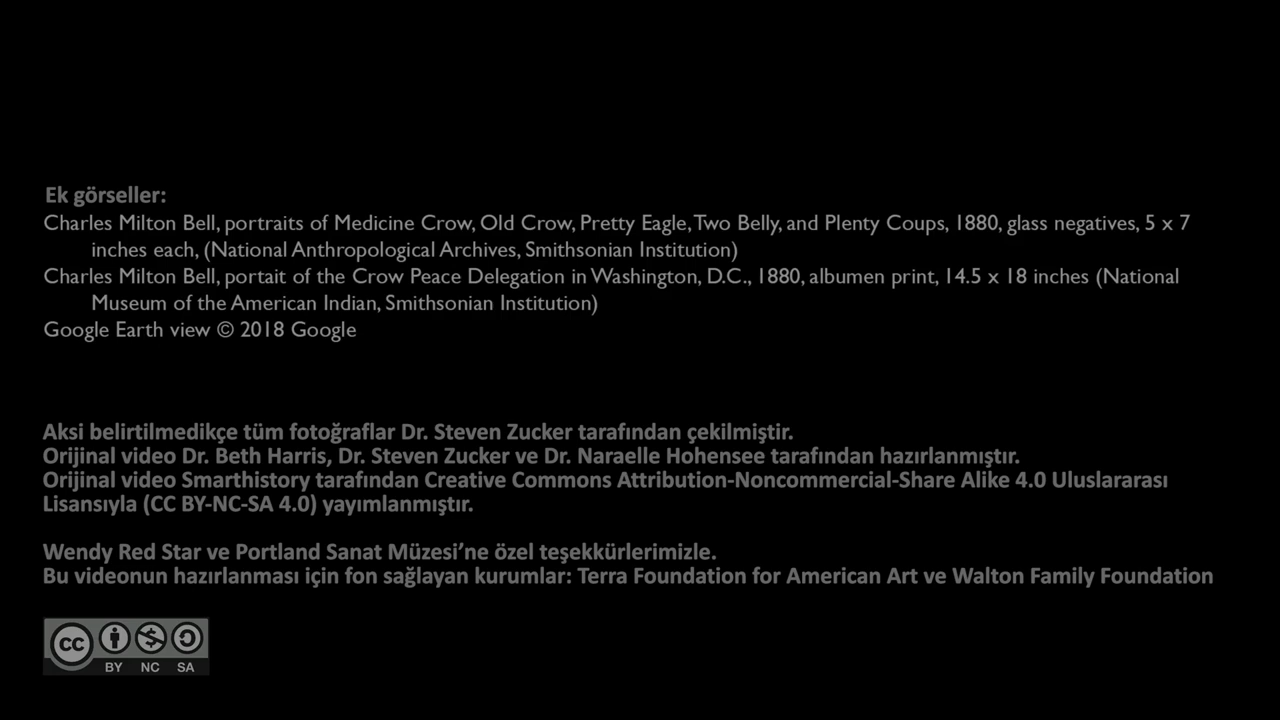 Ek görseller:
Charles Milton Bell, portraits of Medicine Crow, Old Crow, Pretty Eagle, Two Belly, and Plenty Coups, 1880, glass negatives, 5 x 7
inches each, (National Anthropological Archives, Smithsonian Institution)
Charles Milton Bell, portait of the Crow Peace Delegation in Washington, D.C., 1880, albumen print, 14.5 x 18 inches (National
Museum of the American Indian, Smithsonian Institution)
Google Earth view © 2018 Google
Aksi belirtilmedikçe tüm fotoğraflar Dr. Steven Zucker tarafından çekilmiştir.
Orijinal video Dr. Beth Harris, Dr. Steven Zucker ve Dr. Naraelle Hohensee tarafından hazırlanmıştır.
Orijinal video Smarthistory tarafından Creative Commons Attribution-Noncommercial-Share Alike 4.0 Uluslararası
Lisansıyla (CC BY-NC-SA 4.0) yayımlanmıştır.
Wendy Red Star ve Portland Sanat Müzesi’ne özel teşekkürlerimizle.
Bu videonun hazırlanması için fon sağlayan kurumlar: Terra Foundation for American Art ve Walton Family Foundation
cc
BY NC SA